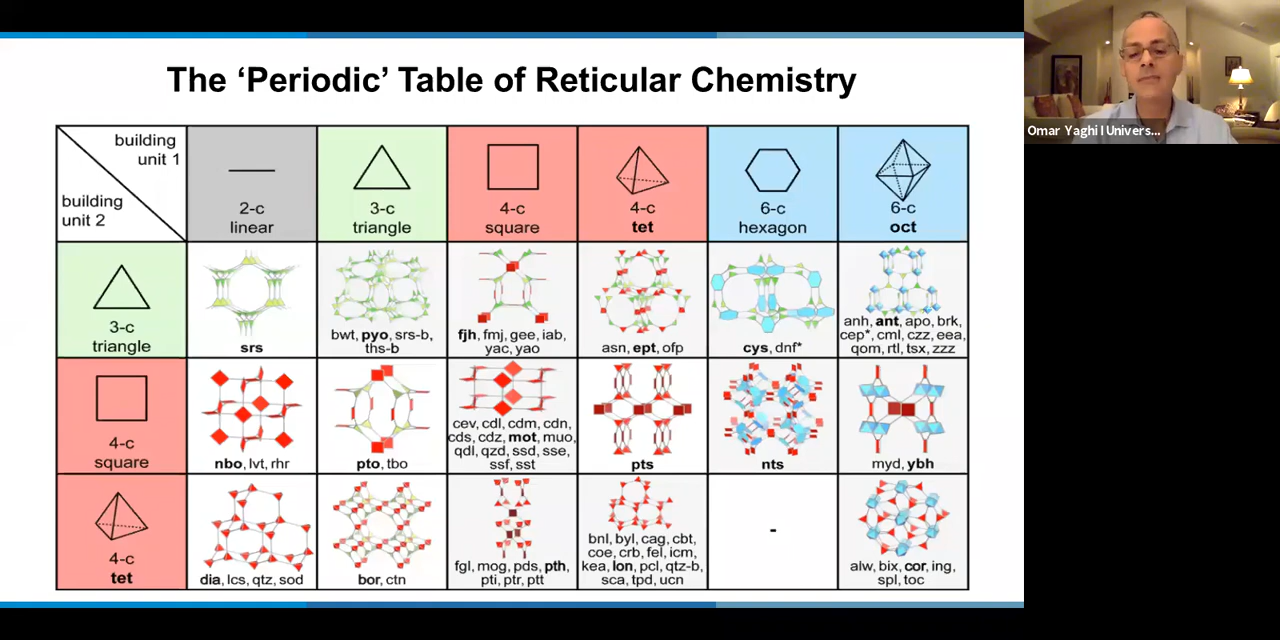 The 'Periodic' Table of Reticular Chemistry
Omar Yaghi I Univers...
building
unit 1
building
unit 2
2-c
linear
3-c
triangle
4-c
square
4-c
tet
6-c
hexagon
6-c
oct
3-c
triangle
srs
bwt, pyo, srs-b,
ths-b
fjh, fmj, gee, iab,
yac, yao
asn, ept, ofp
cys, dnf*
anh, ant, apo, brk,
cep*, cml, czz, eea,
qom, rtl, tsx, zzz
4-c
square
nbo, lvt, rhr
pto, tbo
cev, cdl, cdm, cdn,
cds, cdz, mot, muo,
qdl, qzd, ssd, sse,
ssf, sst
pts
nts
myd, ybh
4-c
tet
dia, lcs, qtz, sod
bor, ctn
fgl, mog, pds, pth,
pti, ptr, ptt
bnl, byl, cag, cbt,
coe, crb, fel, icm,
kea, lon, pcl, qtz-b,
sca, tpd, ucn
-
alw, bix, cor, ing,
spl, toc